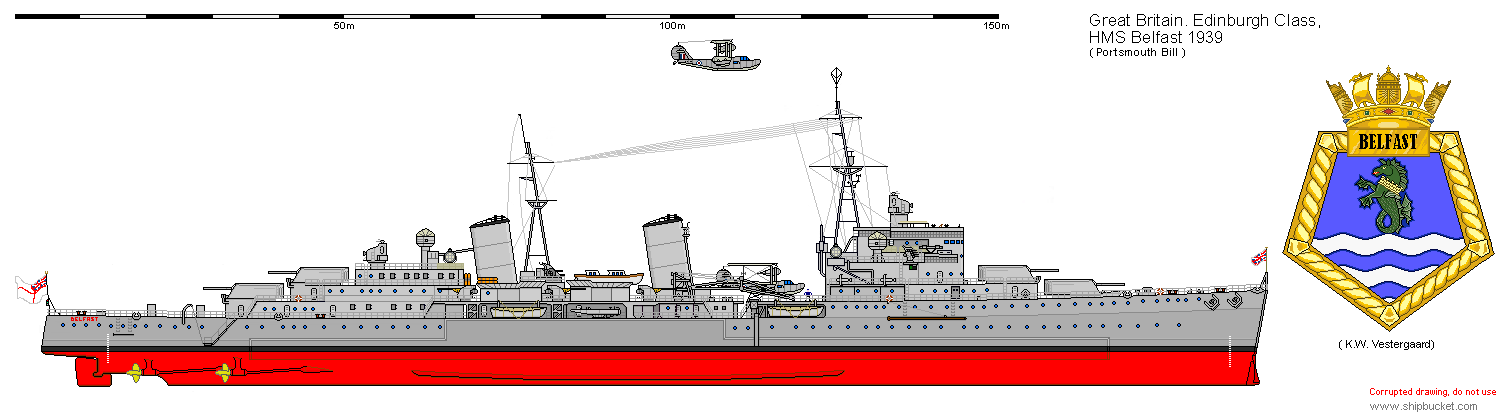 50m
100m
150m
Great Britain. Edinburgh Class,
HMS Belfast 1939
( Portsmouth Bill )
BELFAST
BELFAST
( K.W. Vestergaard)
Corrupted drawing, do not use
www.shipbucket.com